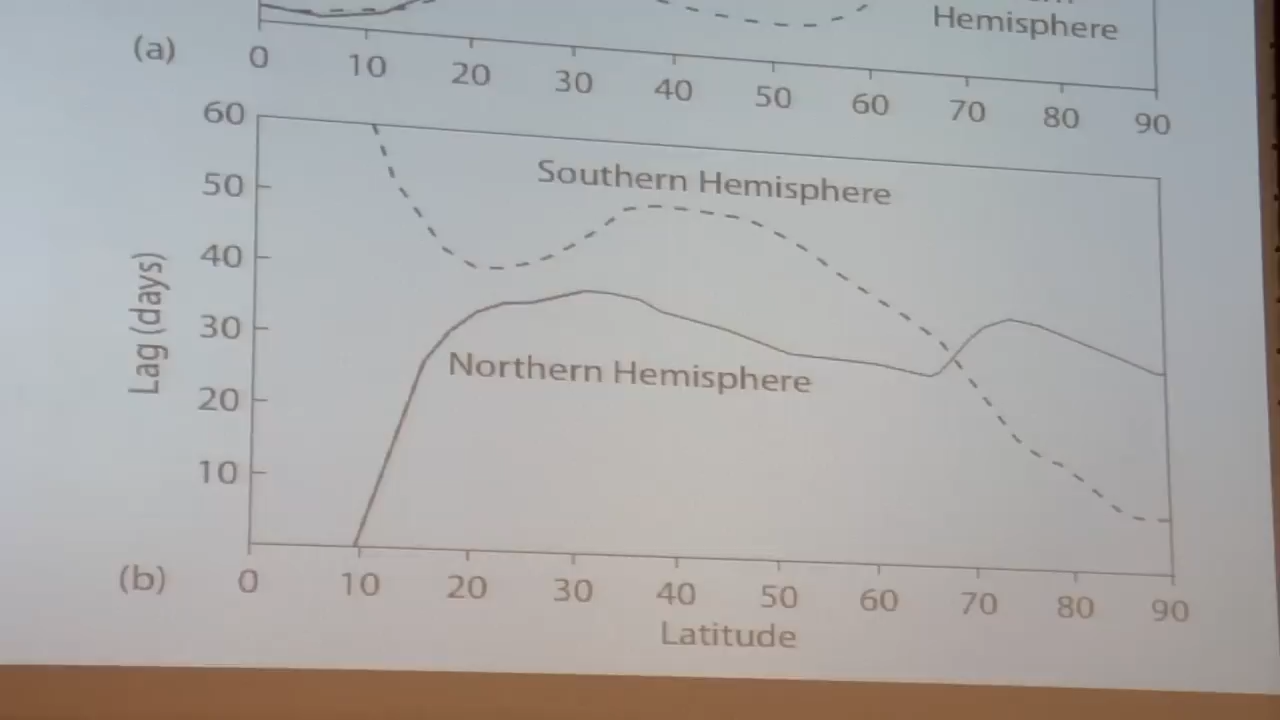 Hemisphere
(a)
0 10 20 30 40 50 60 70 80 90
60
Southern Hemisphere
50
40
30
Northern Hemisphere
20
10
Lag (days)
(b)
0 10 20 30 40 50 60 70 80 90
Latitude